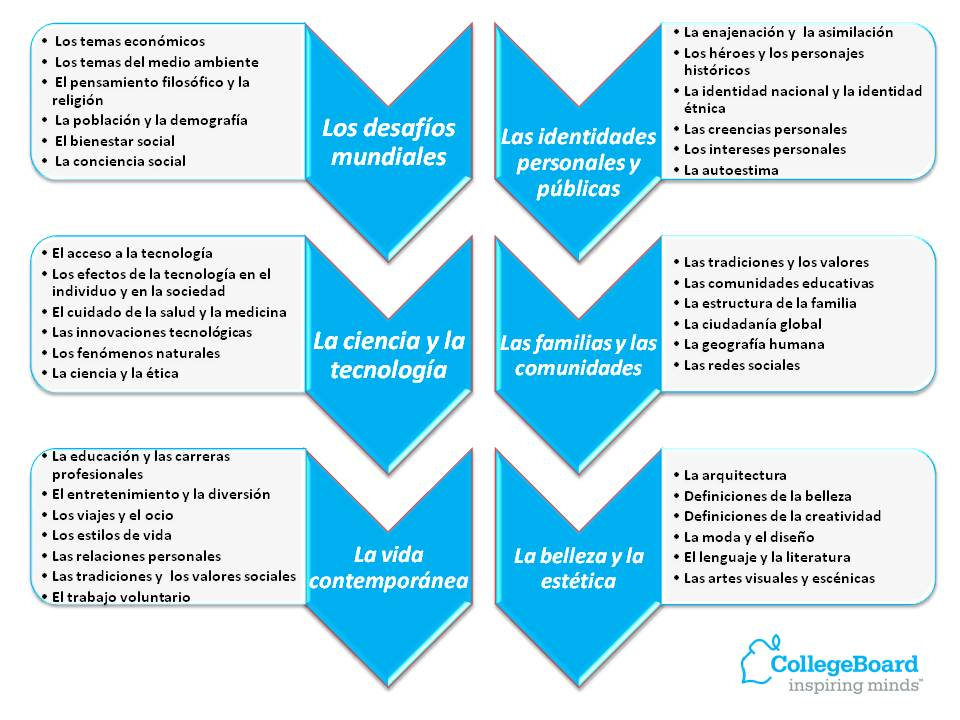 • Los temas económicos
• Los temas del medio ambiente
• El pensamiento filosófico y la
religión
• La población y la demografía
• El bienestar social
• La conciencia social
Los desafíos
mundiales
Las identidades
personales y
públicas
• La enajenación y la asimilación
• Los héroes y los personajes
históricos
• La identidad nacional y la identidad
étnica
• Las creencias personales
• Los intereses personales
• La autoestima
• El acceso a la tecnología
• Los efectos de la tecnología en el
individuo y en la sociedad
• El cuidado de la salud y la medicina
• Las innovaciones tecnológicas
• Los fenómenos naturales
• La ciencia y la ética
La ciencia y la
tecnología
Las familias y las
comunidades
• Las tradiciones y los valores
• Las comunidades educativas
• La estructura de la familia
• La ciudadanía global
• La geografía humana
• Las redes sociales
• La educación y las carreras
profesionales
• El entretenimiento y la diversión
• Los viajes y el ocio
• Los estilos de vida
• Las relaciones personales
• Las tradiciones y los valores sociales
• El trabajo voluntario
La vida
contemporánea
La belleza y la
estética
• La arquitectura
• Definiciones de la belleza
• Definiciones de la creatividad
• La moda y el diseño
• El lenguaje y la literatura
• Las artes visuales y escénicas
CollegeBoard
inspiring minds™